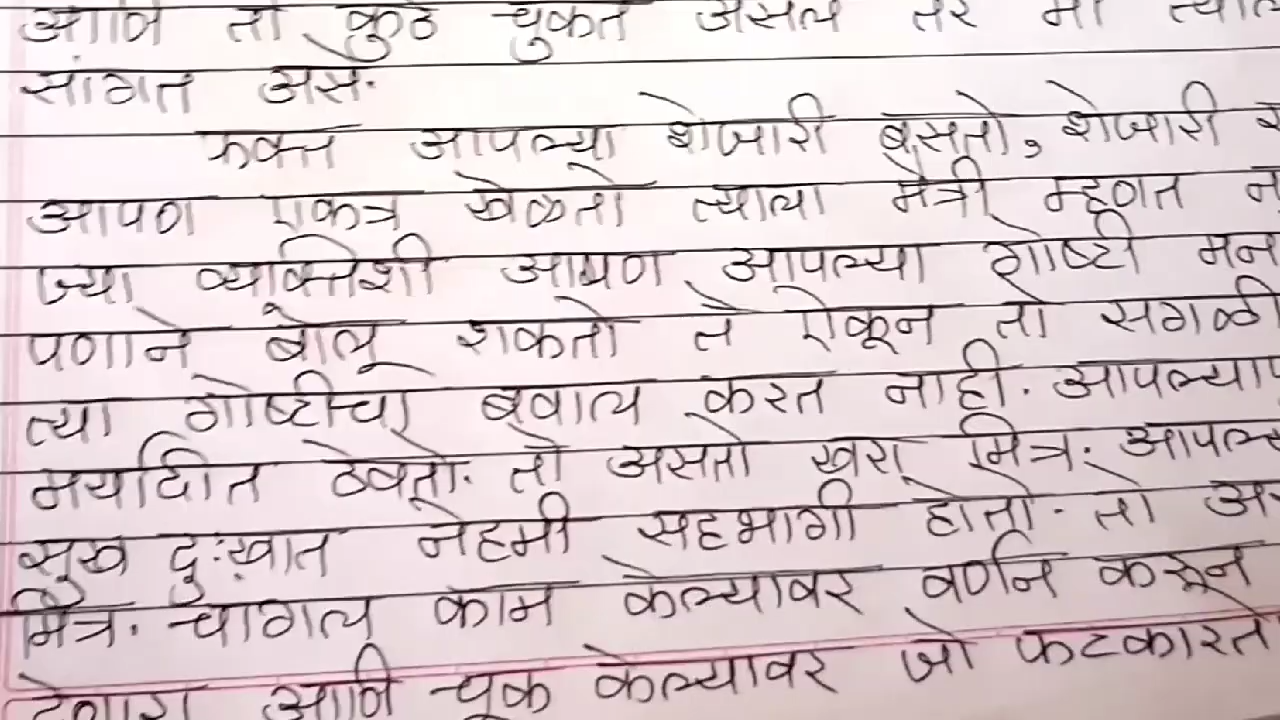 आणि तो कुठे चुकत असेल तर मी त्याल
सांगत असे.
फक्त आपल्या शेजारी बसतो, शेजारी
आपण एकत्र खेळतो त्याला मैत्री म्हणत
ज्या व्यक्तिशी आपण आपल्या गोष्टी मन
पणाने बोलू शकतो ते ऐकून तो सगळी
त्या गोष्टीचा बवाल करत नाही. आपल्याप
मर्यादीत ठेवतो. तो असतो खरा मित्र. आपल्य
सुख दुःखात नेहमी सहभागी होतो. तो अ
मित्र. चांगल काम केल्यावर वर्णन करून
देणारा आणि चूक केल्यावर जो फटकारत